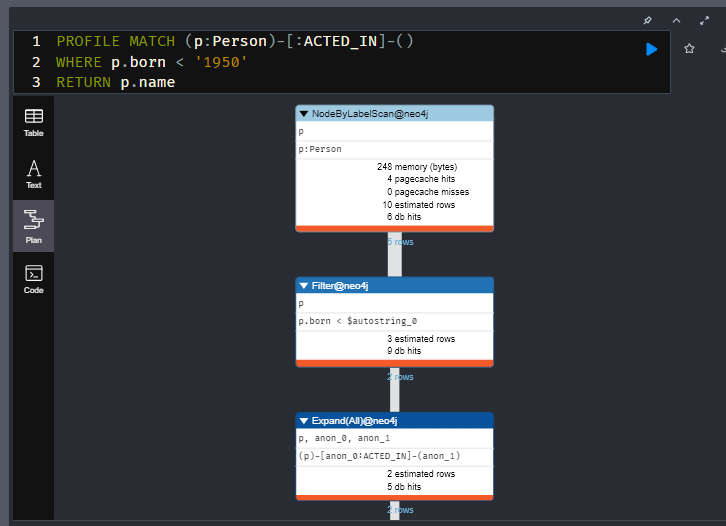 1 PROFILE MATCH (p:Person)-[:ACTED_IN]-()
2 WHERE p.born < '1950'
3 RETURN p.name
Table
Text
Plan
Code
NodeByLabelScan@neo4j
p
p:Person
248 memory (bytes)
4 pagecache hits
0 pagecache misses
10 estimated rows
6 db hits
5 rows
Filter@neo4j
p
p.born < $autostring_0
3 estimated rows
9 db hits
2 rows
Expand(All)@neo4j
p, anon_0, anon_1
(p)-[anon_0:ACTED_IN]-(anon_1)
2 estimated rows
5 db hits
2 rows